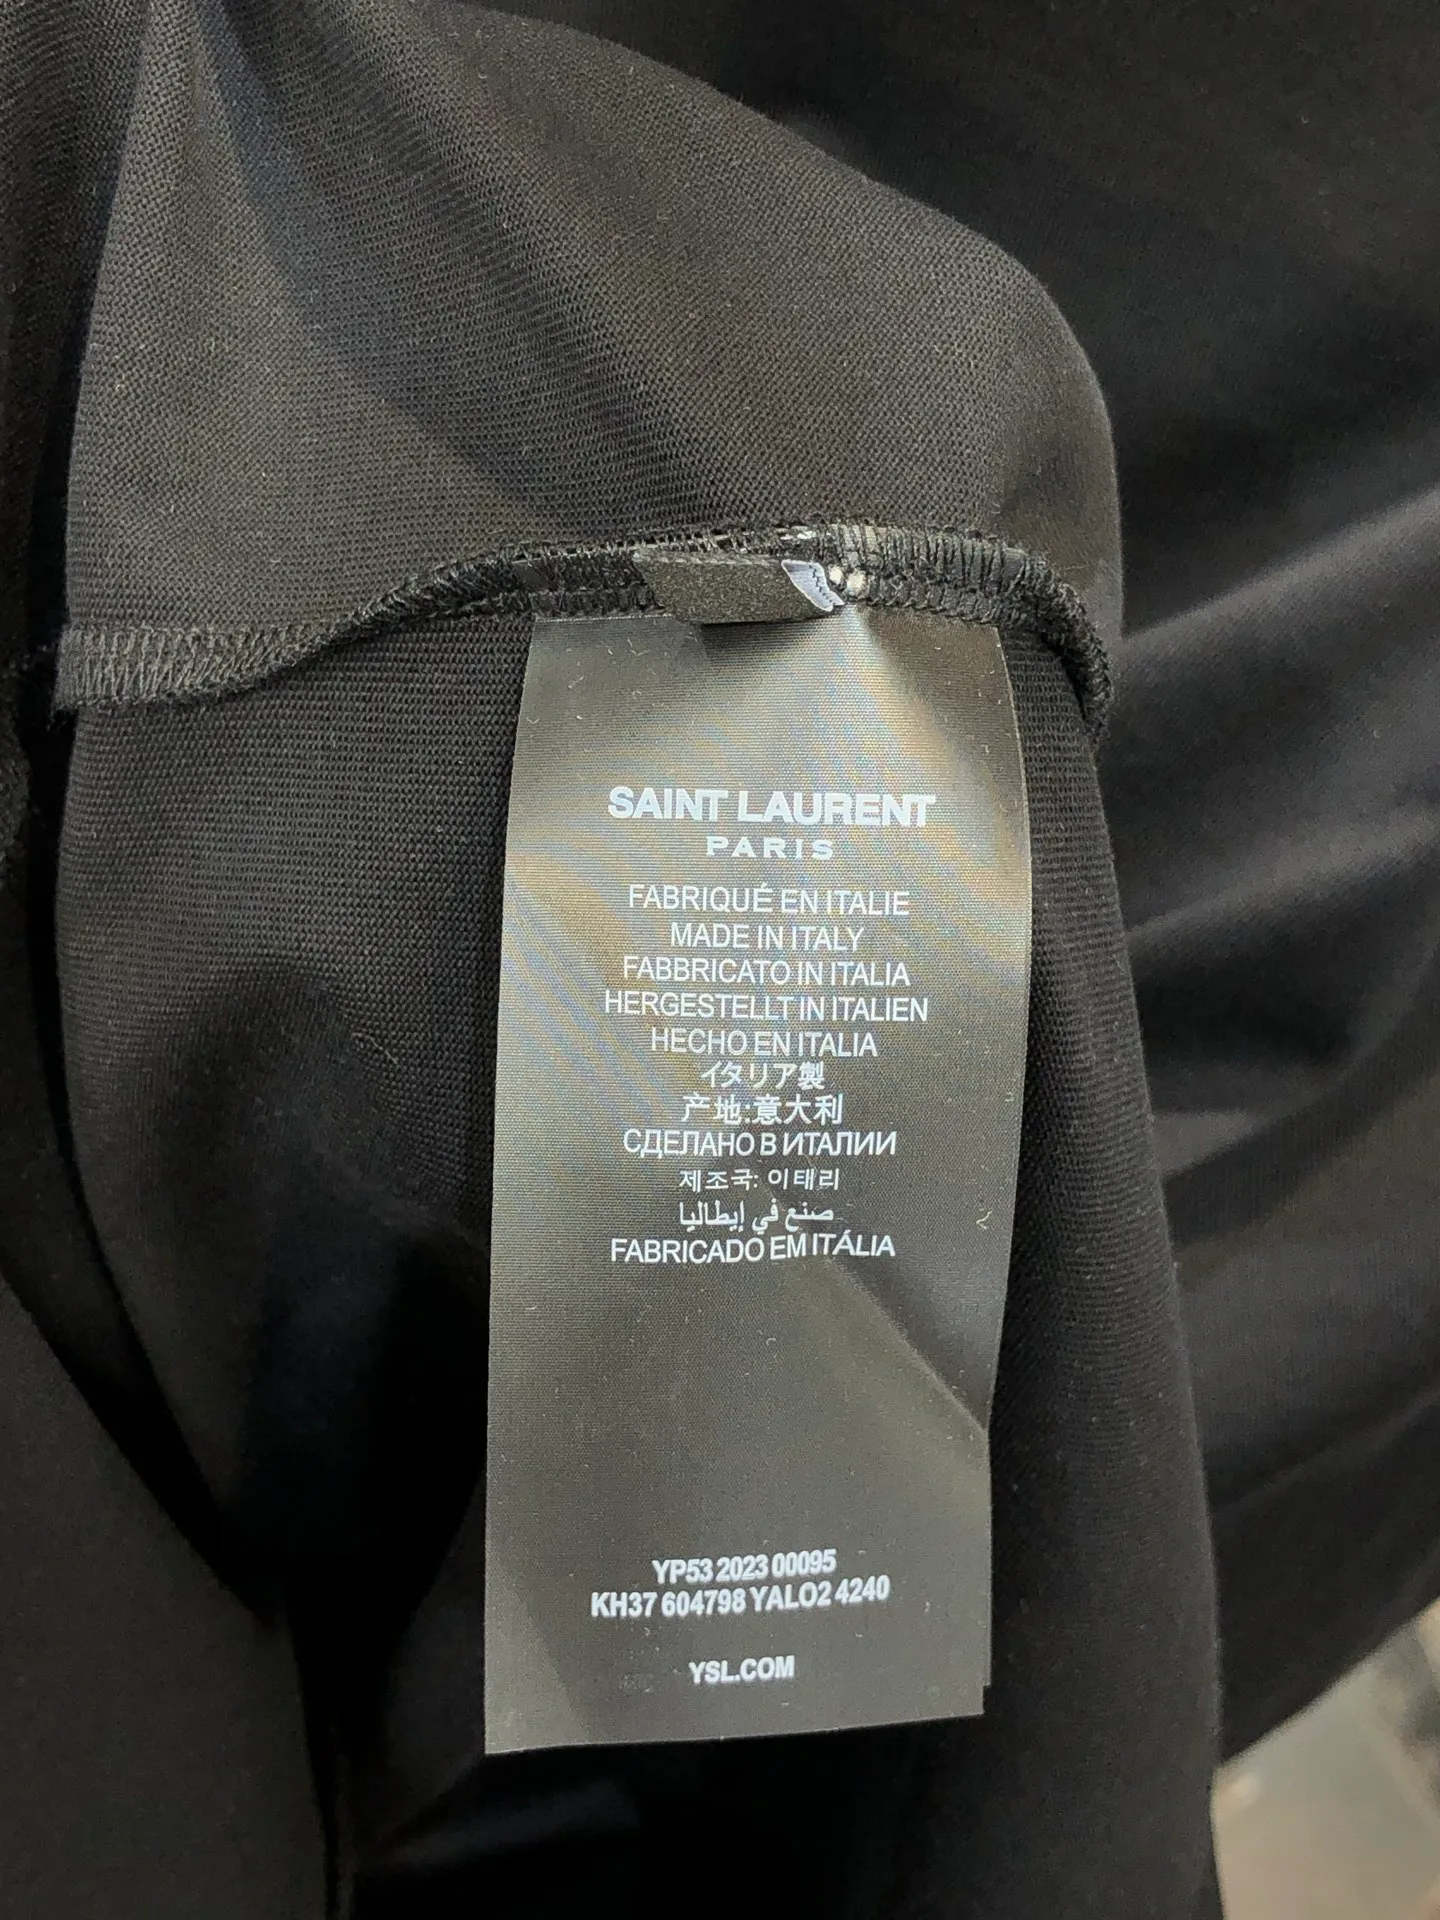 SAINT LAURENT
PARIS
FABRIQUÉ EN ITALIE
MADE IN ITALY
FABBRICATO IN ITALIA
HERGESTELLT IN ITALIEN
HECHO EN ITALIA
イタリア製
产地:意大利
СДЕЛАНО В ИТАЛИИ
제조국: 이태리
صنع في إيطاليا
FABRICADO EM ITÁLIA
YP53 2023 00095
KH37 604798 YALO2 4240
YSL.COM